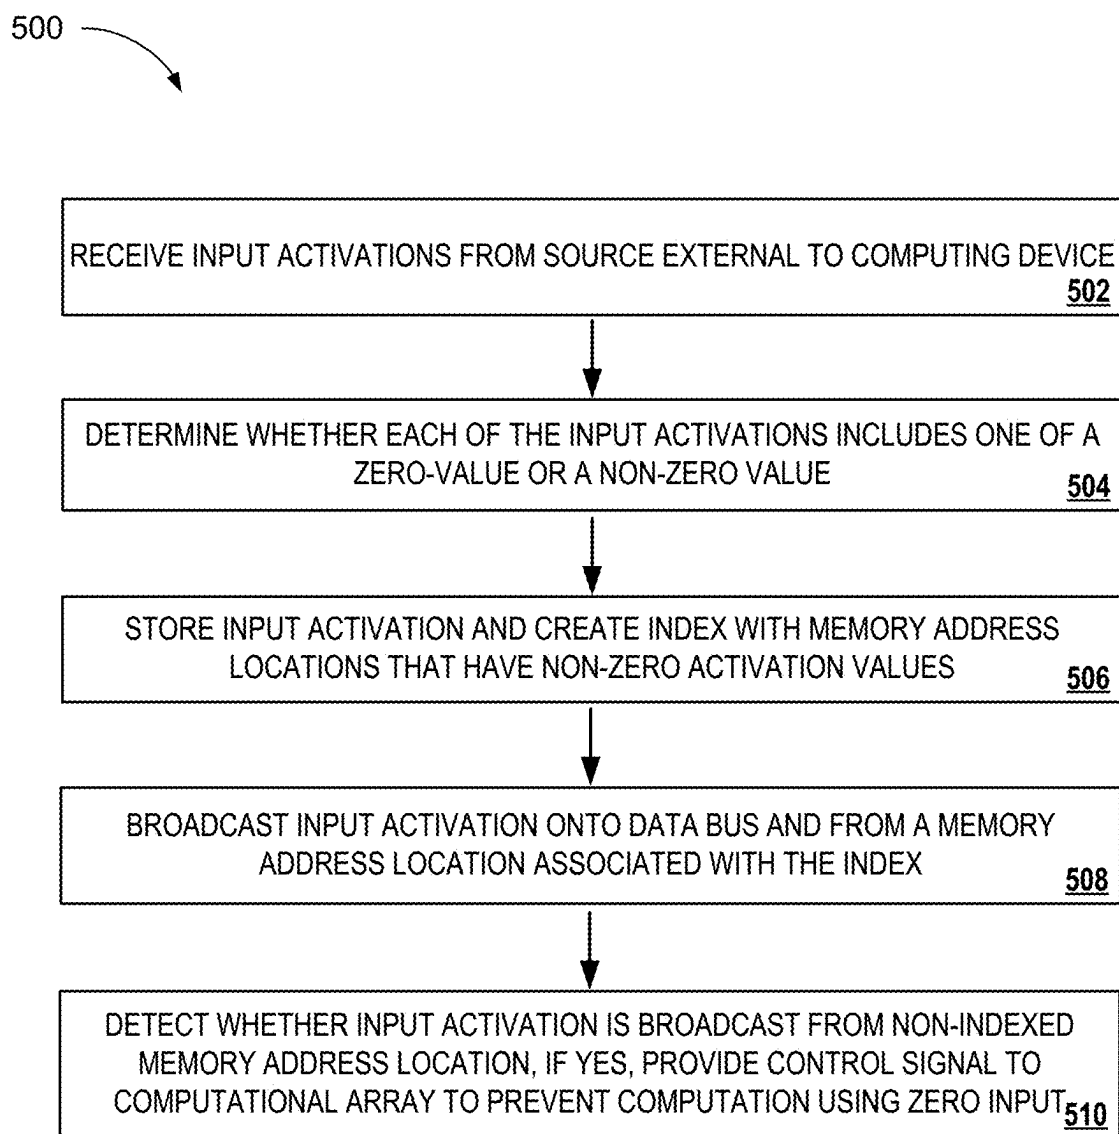 500
RECEIVE INPUT ACTIVATIONS FROM SOURCE EXTERNAL TO COMPUTING DEVICE
502
DETERMINE WHETHER EACH OF THE INPUT ACTIVATIONS INCLUDES ONE OF A
ZERO-VALUE OR A NON-ZERO VALUE
504
STORE INPUT ACTIVATION AND CREATE INDEX WITH MEMORY ADDRESS
LOCATIONS THAT HAVE NON-ZERO ACTIVATION VALUES
506
BROADCAST INPUT ACTIVATION ONTO DATA BUS AND FROM A MEMORY
ADDRESS LOCATION ASSOCIATED WITH THE INDEX
508
DETECT WHETHER INPUT ACTIVATION IS BROADCAST FROM NON-INDEXED
MEMORY ADDRESS LOCATION, IF YES, PROVIDE CONTROL SIGNAL TO
COMPUTATIONAL ARRAY TO PREVENT COMPUTATION USING ZERO INPUT
510